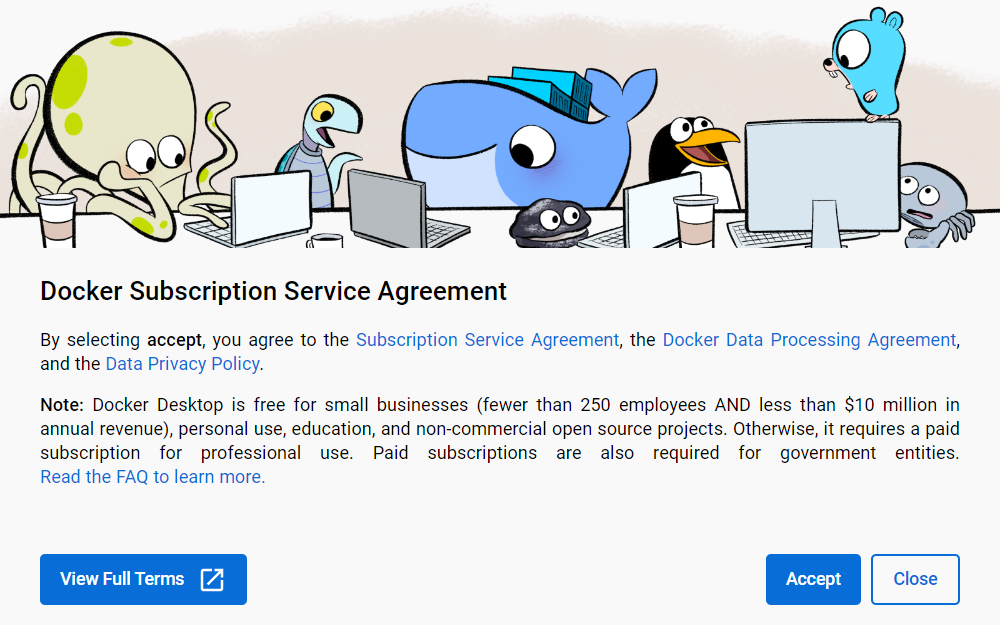 Docker Subscription Service Agreement
By selecting accept, you agree to the Subscription Service Agreement, the Docker Data Processing Agreement,
and the Data Privacy Policy.
Note: Docker Desktop is free for small businesses (fewer than 250 employees AND less than $10 million in
annual revenue), personal use, education, and non-commercial open source projects. Otherwise, it requires a paid
subscription for professional use. Paid subscriptions are also required for government entities.
Read the FAQ to learn more.
View Full Terms
Accept
Close